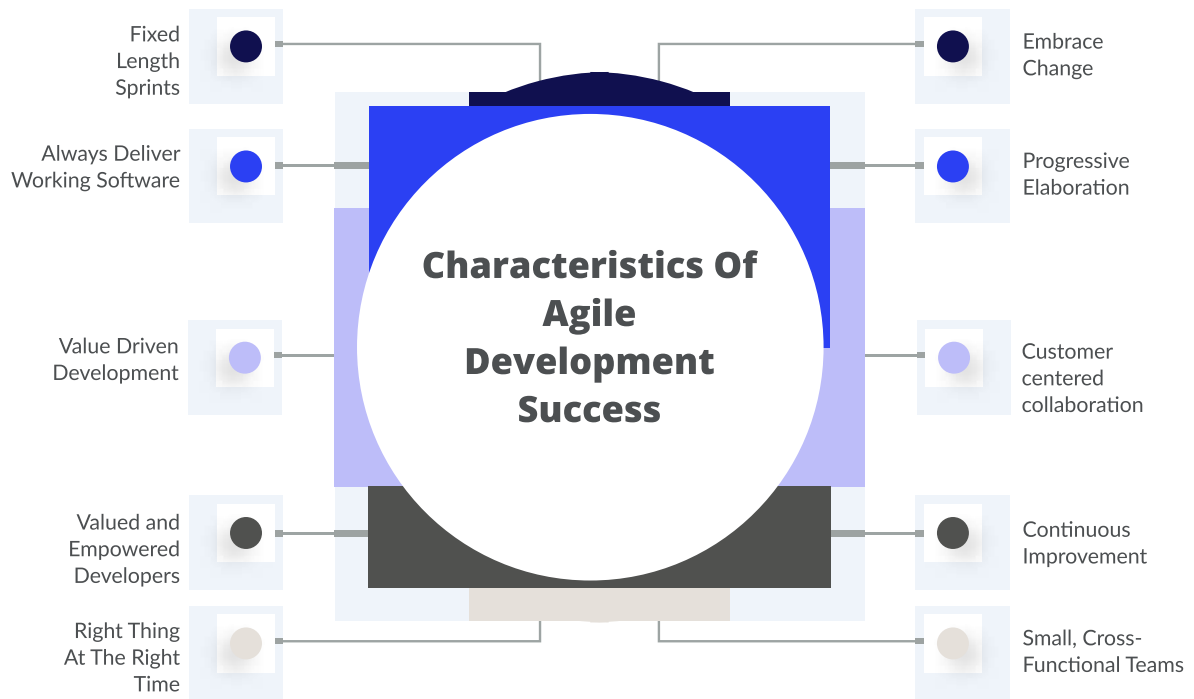 Fixed
Length
Sprints
Always Deliver
Working Software
Value Driven
Development
Valued and
Empowered
Developers
Right Thing
At The Right
Time
Characteristics Of
Agile
Development
Success
Embrace
Change
Progressive
Elaboration
Customer
centered
collaboration
Continuous
Improvement
Small, Cross-
Functional Teams